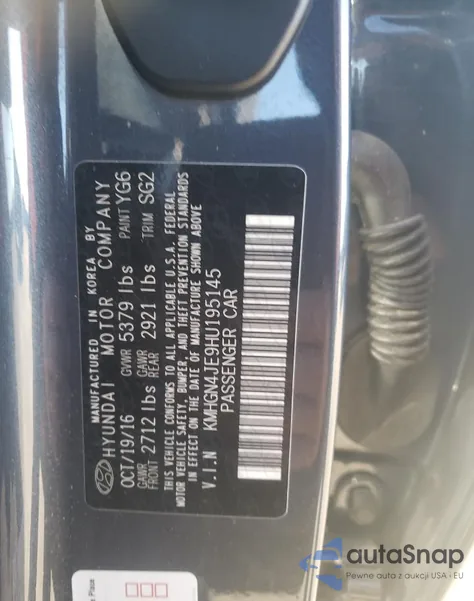 MANUFACTURED IN KOREA BY
HYUNDAI MOTOR COMPANY
OCT/19/16 GVWR 5379 lbs PAINT YG6
GAWR FRONT 2712 lbs GAWR REAR 2921 lbs TRIM SG2
THIS VEHICLE CONFORMS TO ALL APPLICABLE U.S.A. FEDERAL
MOTOR VEHICLE SAFETY, BUMPER, AND THEFT PREVENTION STANDARDS
IN EFFECT ON THE DATE OF MANUFACTURE SHOWN ABOVE
V.I.N KMHGN4JE9HU195145
PASSENGER CAR
autoSnap
Pewne auta z aukcji USA - EU